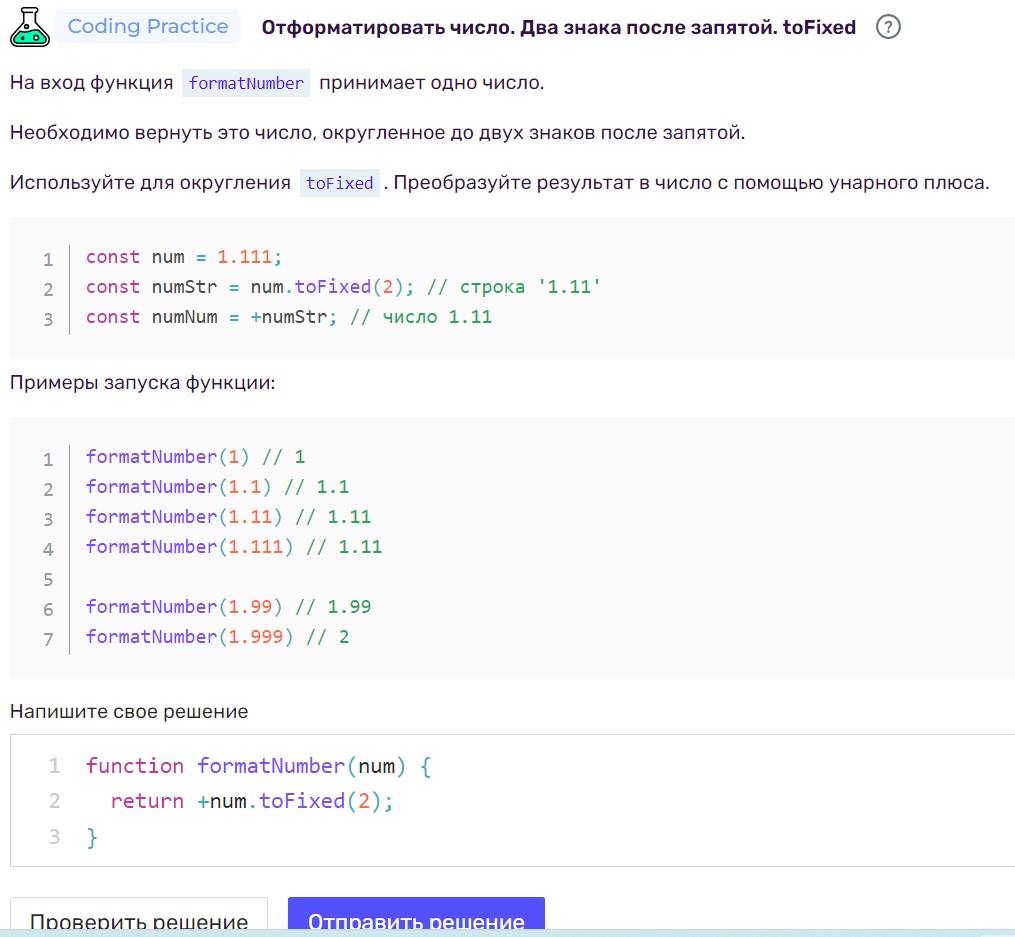 Coding Practice Отформатировать число. Два знака после запятой. toFixed ?
На вход функция formatNumber принимает одно число.
Необходимо вернуть это число, округленное до двух знаков после запятой.
Используйте для округления toFixed . Преобразуйте результат в число с помощью унарного плюса.
1 const num = 1.111;
2 const numStr = num.toFixed(2); // строка '1.11'
3 const numNum = +numStr; // число 1.11
Примеры запуска функции:
1 formatNumber(1) // 1
2 formatNumber(1.1) // 1.1
3 formatNumber(1.11) // 1.11
4 formatNumber(1.111) // 1.11
5
6 formatNumber(1.99) // 1.99
7 formatNumber(1.999) // 2
Напишите свое решение
1 function formatNumber(num) {
2 return +num.toFixed(2);
3 }
Проверить решение Отправить решение